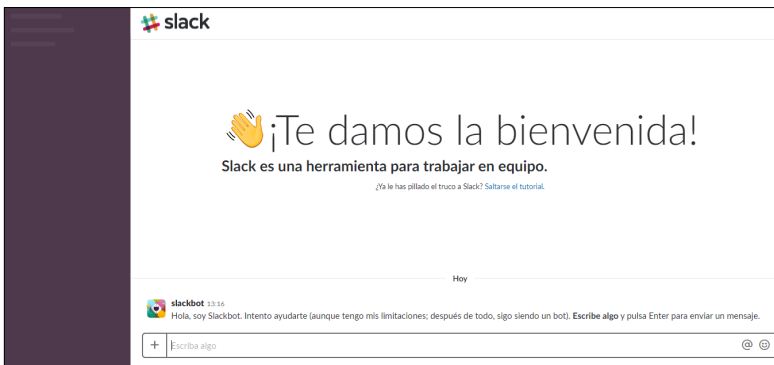 slack
¡Te damos la bienvenida!
Slack es una herramienta para trabajar en equipo.
¿Ya le has pillado el truco a Slack? Saltarse el tutorial.
Hoy
slackbot 13:16
Hola, soy Slackbot. Intento ayudarte (aunque tengo mis limitaciones; después de todo, sigo siendo un bot). Escribe algo y pulsa Enter para enviar un mensaje.
+ Escriba algo @